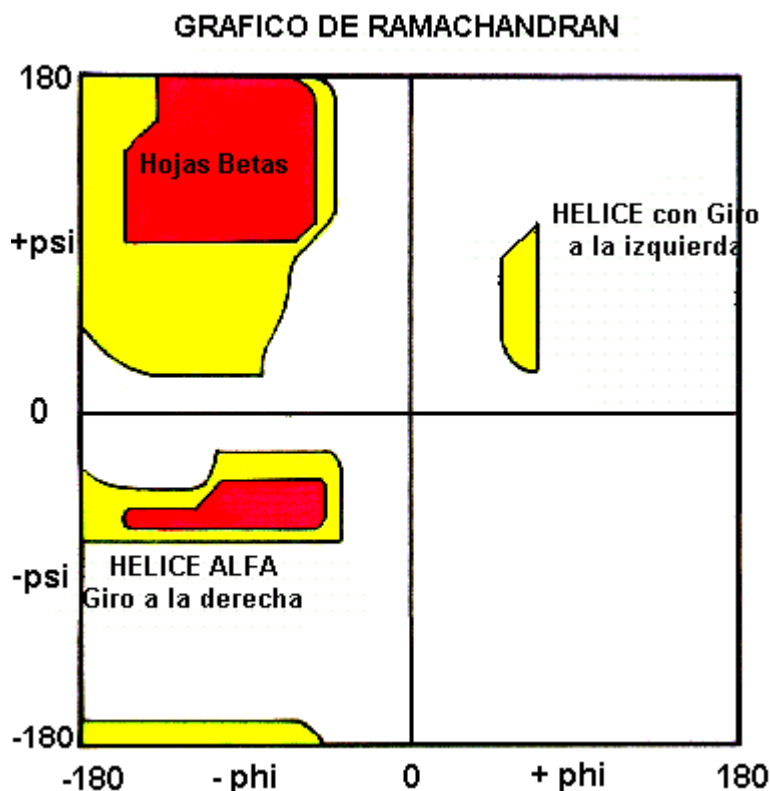 GRAFICO DE RAMACHANDRAN
180
Hojas Betas
HELICE con Giro
a la izquierda
+psi
0
HELICE ALFA
Giro a la derecha
-psi
-180
-180 - phi 0 + phi 180